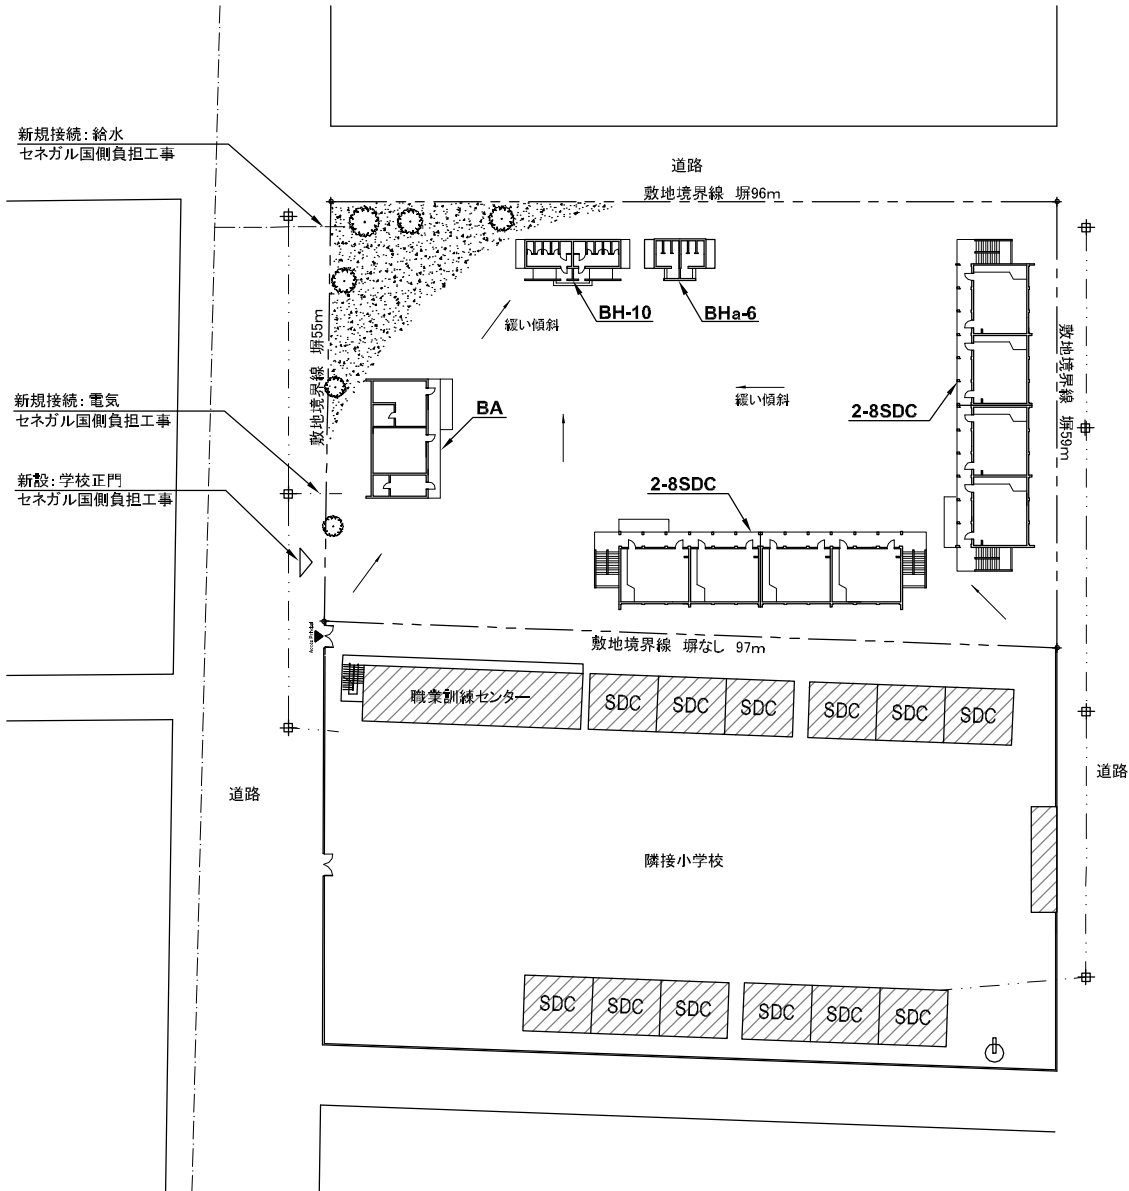 新規接続：給水
セネガル国側負担工事
道路
敷地境界線 塀96m
BH-10
BHa-6
緩い傾斜
敷地境界線 塀55m
敷地境界線 塀59m
新規接続：電気
セネガル国側負担工事
BA
緩い傾斜
2-8SDC
新設：学校正門
セネガル国側負担工事
2-8SDC
敷地境界線 塀なし 97m
職業訓練センター
SDC
SDC
SDC
SDC
SDC
SDC
道路
道路
隣接小学校
SDC
SDC
SDC
SDC
SDC
SDC